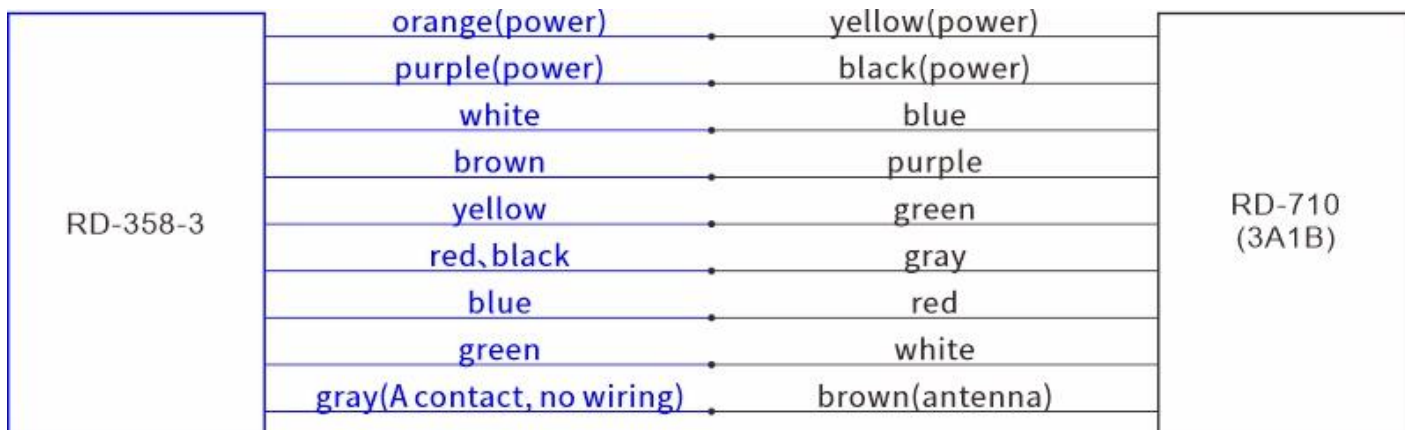 orange(power) yellow(power)
purple(power) black(power)
white blue
brown purple
yellow green
RD-358-3
RD-710
(3A1B)
red、black gray
blue red
green white
gray(A contact, no wiring) brown(antenna)